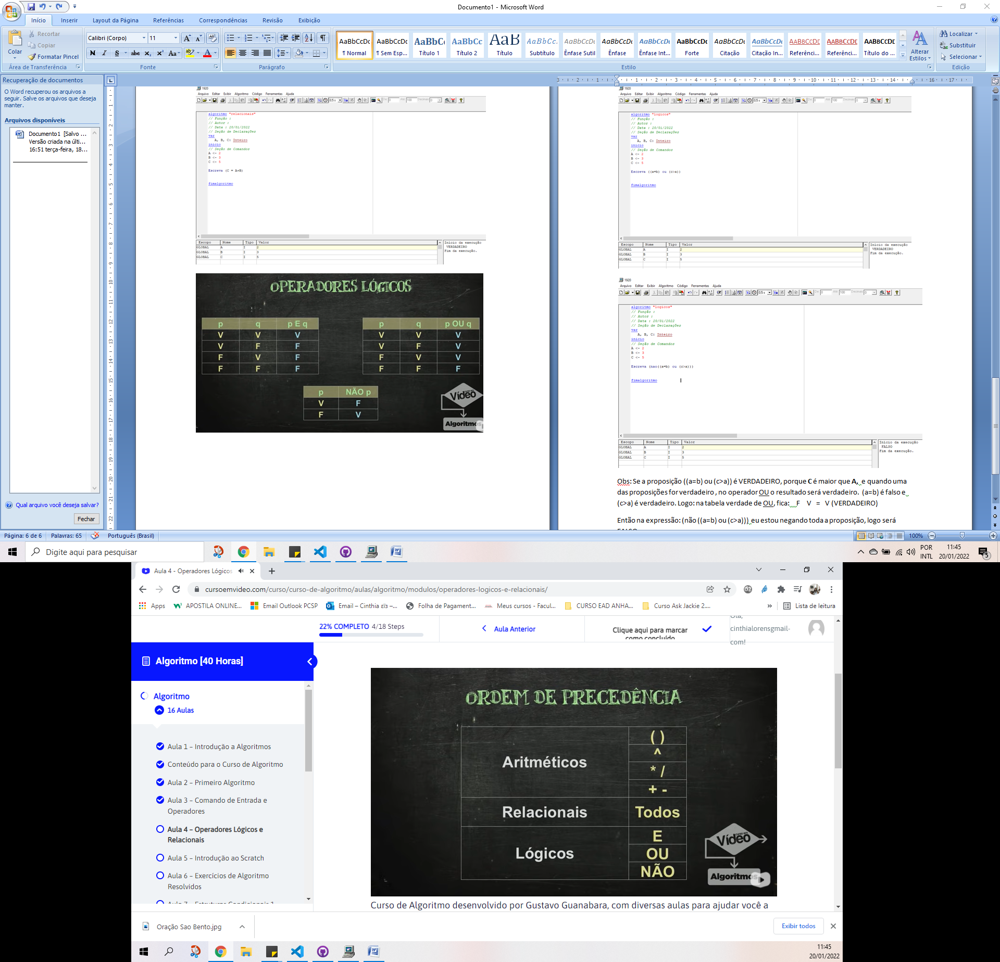 Documento1 - Microsoft Word
Início Inserir Layout da Página Referências Correspondências Revisão Exibição
Colar
Recortar
Copiar
Formatar Pincel
Área de Transferência
Calibri (Corpo) 11
N I S abc x₂ x² Aa
Fonte
Parágrafo
AaBbCcDc AaBbCcDc AaBbC AaBbCc AaB AaBbCc. AaBbCcDc AaBbCcDc AaBbCcDc AaBbCcDc AaBbCcDc AaBbCcDc AABBCCDD AABBCCDD AABBCCDD
¶ Normal ¶ Sem Esp... Título 1 Título 2 Título Subtítulo Ênfase Sutil Ênfase Ênfase Int... Forte Citação Citação In... Referênci... Referênci... Título do ...
Estilo
Alterar Estilos
Localizar
Substituir
Selecionar
Edição
Recuperação de documentos
O Word recuperou os arquivos a
seguir. Salve os arquivos que deseja
manter.
Arquivos disponíveis
Documento1 [Salvo ...
Versão criada na últi...
16:51 terça-feira, 18...
Qual arquivo você deseja salvar?
Fechar
1920
Arquivo Editar Exibir Algoritmo Código Ferramentas Ajuda
algoritmo "relacionais"
// Função :
// Autor :
// Data : 20/01/2022
// Seção de Declarações
var
A, B, C: Inteiro
inicio
// Seção de Comandos
A <- 2
B <- 3
C <- 5
Escreva (C = A+B)
fimalgoritmo
Escopo Nome Tipo Valor
GLOBAL A I 2
GLOBAL B I 3
GLOBAL C I 5
Início da execução
VERDADEIRO
Fim da execução.
OPERADORES LÓGICOS
p q p E q
V V V
V F F
F V F
F F F
p q p OU q
V V V
V F V
F V V
F F F
p NÃO p
V F
F V
curso em
Vídeo
Algoritmos
1920
Arquivo Editar Exibir Algoritmo Código Ferramentas Ajuda
algoritmo "logicos"
// Função :
// Autor :
// Data : 20/01/2022
// Seção de Declarações
var
A, B, C: Inteiro
inicio
// Seção de Comandos
A <- 2
B <- 3
C <- 5
Escreva ((a=b) ou (c>a))
fimalgoritmo
Escopo Nome Tipo Valor
GLOBAL A I 2
GLOBAL B I 3
GLOBAL C I 5
Início da execução
VERDADEIRO
Fim da execução.
1920
Arquivo Editar Exibir Algoritmo Código Ferramentas Ajuda
algoritmo "logicos"
// Função :
// Autor :
// Data : 20/01/2022
// Seção de Declarações
var
A, B, C: Inteiro
inicio
// Seção de Comandos
A <- 2
B <- 3
C <- 5
Escreva (nao((a=b) ou (c>a)))
fimalgoritmo
Escopo Nome Tipo Valor
GLOBAL A I 2
GLOBAL B I 3
GLOBAL C I 5
Início da execução
FALSO
Fim da execução.
Obs: Se a proposição ((a=b) ou (c>a)) é VERDADEIRO, porque C é maior que A, e quando uma
das proposições for verdadeiro , no operador OU o resultado será verdadeiro. (a=b) é falso e
(c>a) é verdadeiro. Logo: na tabela verdade de OU, fica: F V = V (VERDADEIRO)
Então na expressão: (não ((a=b) ou (c>a))) eu estou negando toda a proposição, logo será
Página: 6 de 6 Palavras: 65 Português (Brasil) 100%
Digite aqui para pesquisar
POR
INTL
11:45
20/01/2022
5
Aula 4 - Operadores Lógicos
cursoemvideo.com/curso/curso-de-algoritmo/aulas/algoritmo/modulos/operadores-logicos-e-relacionais/
Apps APOSTILA ONLINE... Email Outlook PCSP Email – Cinthia εïз –... Folha de Pagament... Meus cursos - Facul... CURSO EAD ANHA... Curso Ask Jackie 2.... » Lista de leitura
22% COMPLETO 4/18 Steps
Aula Anterior
Clique aqui para marcar
como concluído
Olá,
cinthialorensgmail-
com!
Algoritmo [40 Horas]
Algoritmo
16 Aulas
Aula 1 – Introdução a Algoritmos
Conteúdo para o Curso de Algoritmo
Aula 2 – Primeiro Algoritmo
Aula 3 – Comando de Entrada e
Operadores
Aula 4 – Operadores Lógicos e
Relacionais
Aula 5 – Introdução ao Scratch
Aula 6 – Exercícios de Algoritmo
Resolvidos
Aula 7 – Estruturas Condicionais 1
ORDEM DE PRECEDÊNCIA
Aritméticos
( )
^
* /
+ -
Relacionais Todos
Lógicos
E
OU
NÃO
curso em
Vídeo
Algoritmos
Curso de Algoritmo desenvolvido por Gustavo Guanabara, com diversas aulas para ajudar você a
Oração Sao Bento.jpg
Exibir todos
11:45
20/01/2022